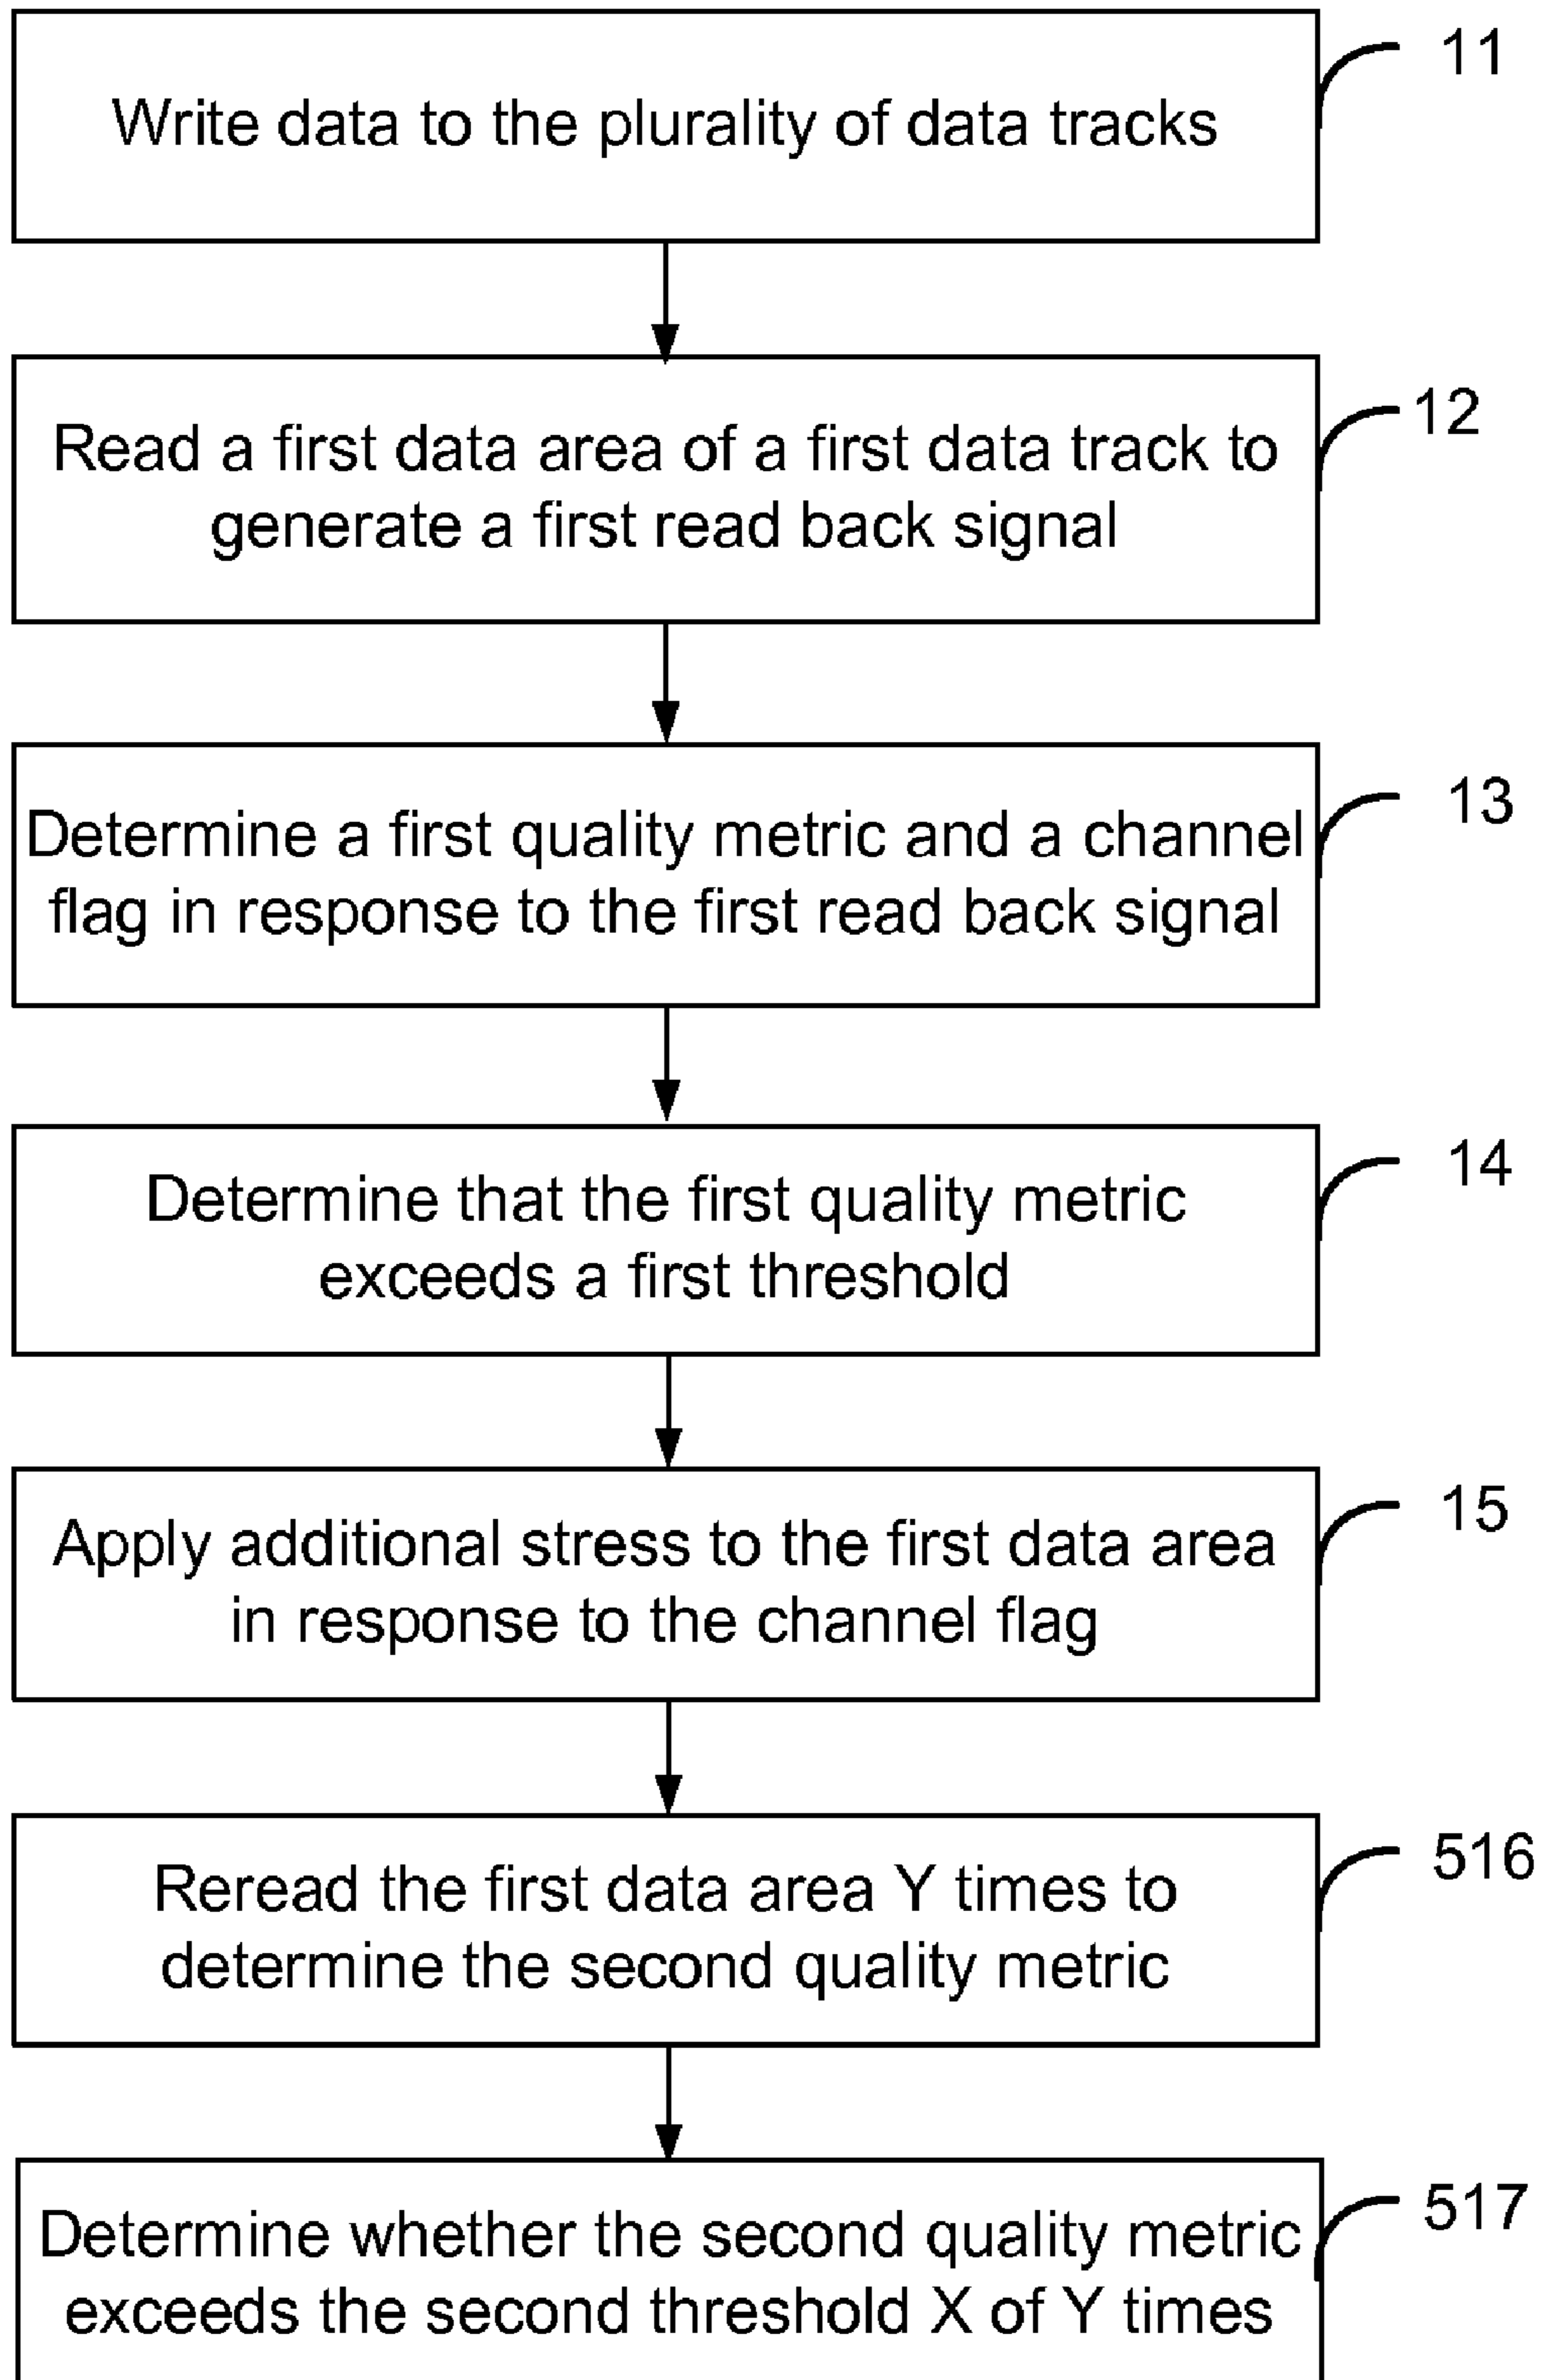 Write data to the plurality of data tracks
11
Read a first data area of a first data track to
generate a first read back signal
12
Determine a first quality metric and a channel
flag in response to the first read back signal
13
Determine that the first quality metric
exceeds a first threshold
14
Apply additional stress to the first data area
in response to the channel flag
15
Reread the first data area Y times to
determine the second quality metric
516
Determine whether the second quality metric
exceeds the second threshold X of Y times
517